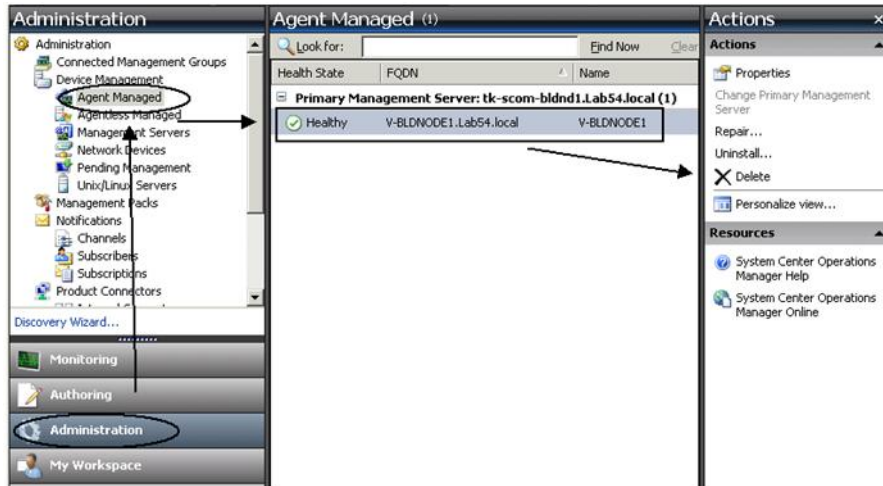 Administration
Administration
Connected Management Groups
Device Management
Agent Managed
Agentless Managed
Management Servers
Network Devices
Pending Management
Unix/Linux Servers
Management Packs
Notifications
Channels
Subscribers
Subscriptions
Product Connectors
Discovery Wizard...
Monitoring
Authoring
Administration
My Workspace
Agent Managed (1)
Look for:
Find Now
Clear
Health State
FQDN
Name
Primary Management Server: tk-scom-bldnd1.Lab54.local (1)
Healthy
V-BLDNODE1.Lab54.local
V-BLDNODE1
Actions
Actions
Properties
Change Primary Management
Server
Repair...
Uninstall...
Delete
Personalize view...
Resources
System Center Operations
Manager Help
System Center Operations
Manager Online